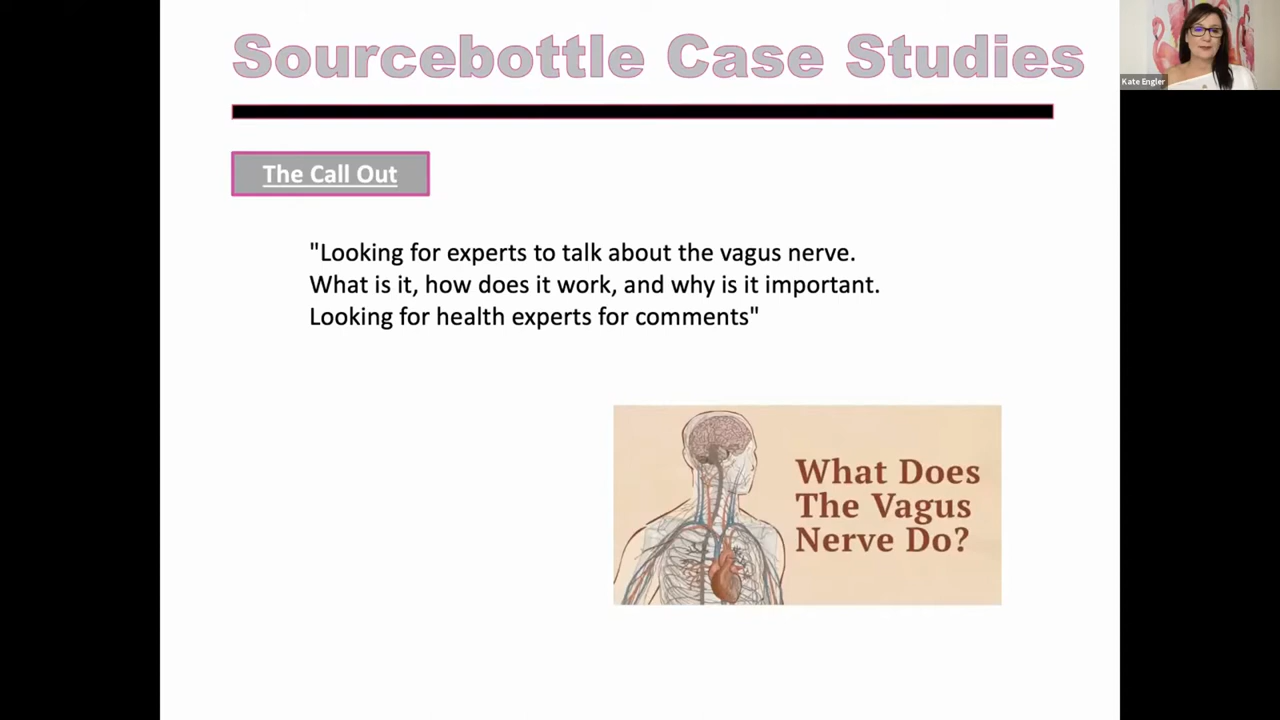 Sourcebottle Case Studies
Kate Engler
The Call Out
"Looking for experts to talk about the vagus nerve.
What is it, how does it work, and why is it important.
Looking for health experts for comments"
What Does
The Vagus
Nerve Do?